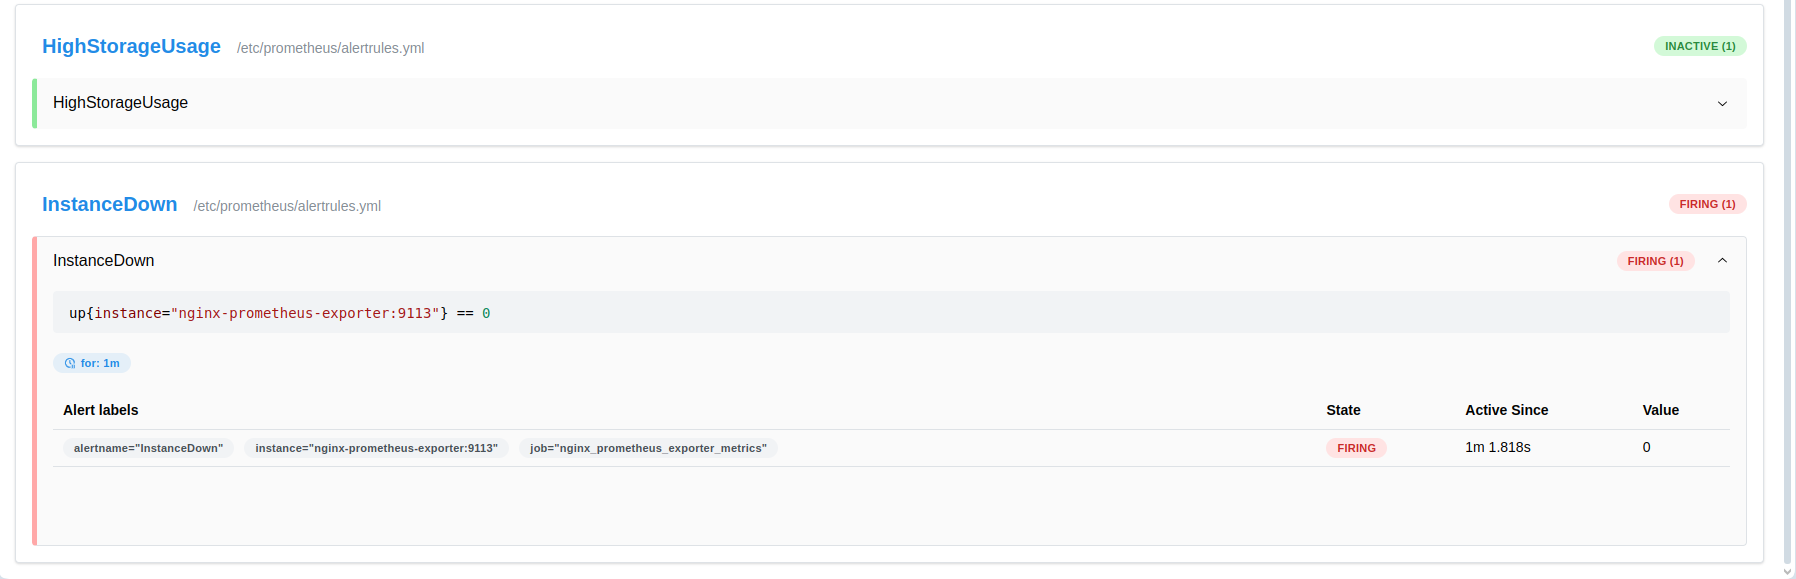 HighStorageUsage /etc/prometheus/alertrules.yml INACTIVE (1)
HighStorageUsage
InstanceDown /etc/prometheus/alertrules.yml FIRING (1)
InstanceDown FIRING (1)
up{instance="nginx-prometheus-exporter:9113"} == 0
for: 1m
Alert labels State Active Since Value
alertname="InstanceDown" instance="nginx-prometheus-exporter:9113" job="nginx_prometheus_exporter_metrics" FIRING 1m 1.818s 0